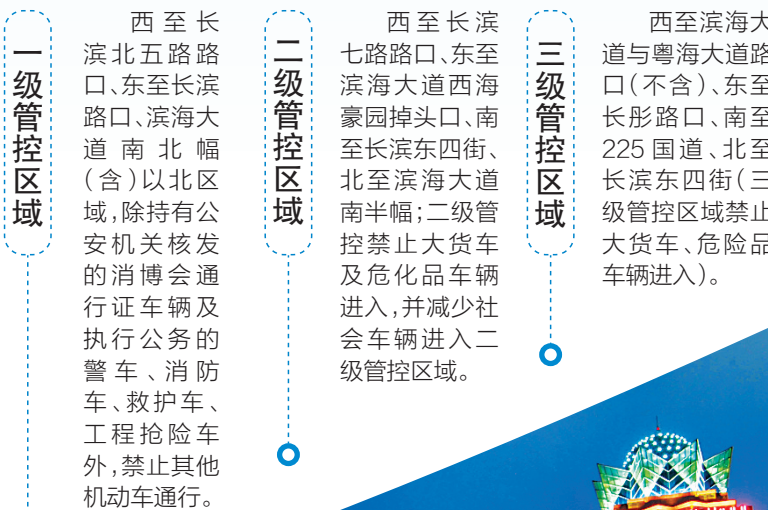 一级管控区域
西至长
滨北五路路
口、东至长滨
路口、滨海大
道南北幅
(含)以北区
域,除持有公
安机关核发
的消博会通
行证车辆及
执行公务的
警车、消防
车、救护车、
工程抢险车
外,禁止其他
机动车通行。
二级管控区域
西至长滨
七路路口、东至
滨海大道西海
豪园掉头口、南
至长滨东四街、
北至滨海大道
南半幅;二级管
控禁止大货车
及危化品车辆
进入,并减少社
会车辆进入二
级管控区域。
三级管控区域
西至滨海大
道与粤海大道路
口(不含)、东至
长彤路口、南至
225国道、北至
长滨东四街(三
级管控区域禁止
大货车、危险品
车辆进入)。